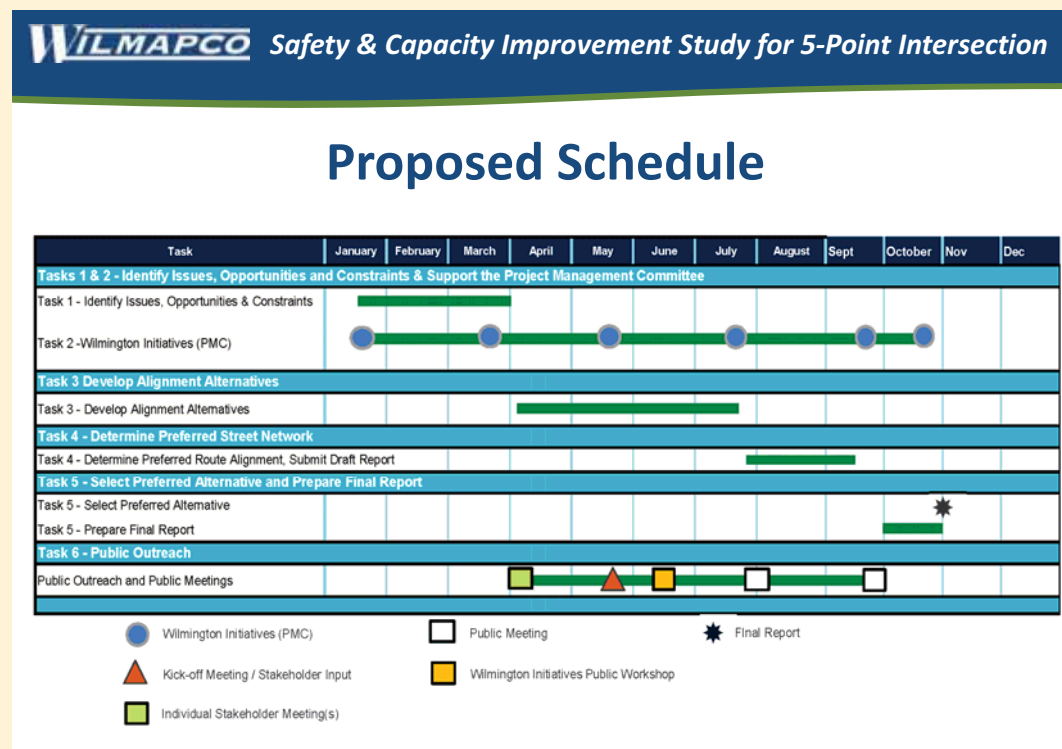 WILMAPCO Safety & Capacity Improvement Study for 5-Point Intersection
Proposed Schedule
Task January February March April May June July August Sept October Nov Dec
Tasks 1 & 2 - Identify Issues, Opportunities and Constraints & Support the Project Management Committee
Task 1 - Identify Issues, Opportunities & Constraints
Task 2 -Wilmington Initiatives (PMC)
Task 3 Develop Alignment Alternatives
Task 3 - Develop Alignment Alternatives
Task 4 - Determine Preferred Street Network
Task 4 - Determine Preferred Route Alignment, Submit Draft Report
Task 5 - Select Preferred Alternative and Prepare Final Report
Task 5 - Select Preferred Alternative
Task 5 - Prepare Final Report
Task 6 - Public Outreach
Public Outreach and Public Meetings
Wilmington Initiatives (PMC) Public Meeting Final Report
Kick-off Meeting / Stakeholder Input Wilmington Initiatives Public Workshop
Individual Stakeholder Meeting(s)